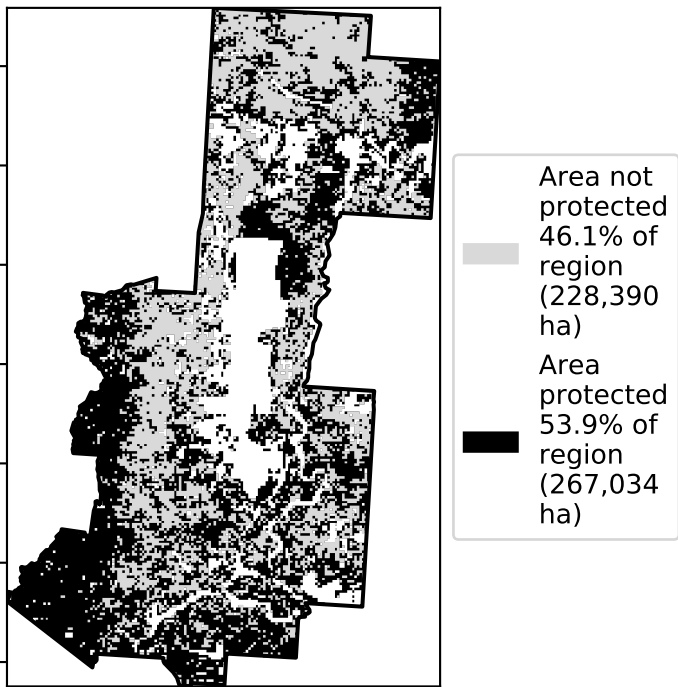 Area not
protected
46.1% of
region
(228,390
ha)
Area
protected
53.9% of
region
(267,034
ha)